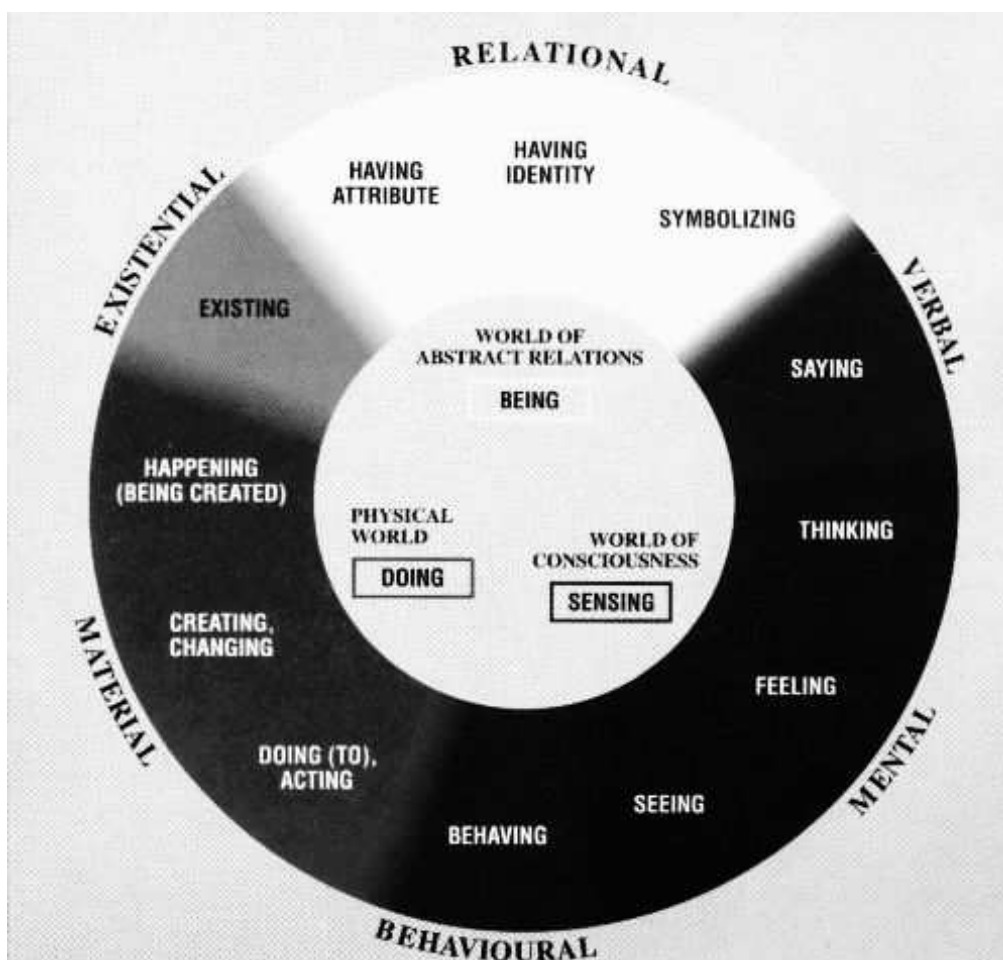 RELATIONAL
HAVING
ATTRIBUTE
HAVING
IDENTITY
SYMBOLIZING
EXISTENTIAL
EXISTING
VERBAL
SAYING
WORLD OF
ABSTRACT RELATIONS
BEING
HAPPENING
(BEING CREATED)
PHYSICAL
WORLD
DOING
WORLD OF
CONSCIOUSNESS
SENSING
THINKING
CREATING,
CHANGING
FEELING
MATERIAL
MENTAL
DOING (TO),
ACTING
SEEING
BEHAVING
BEHAVIOURAL